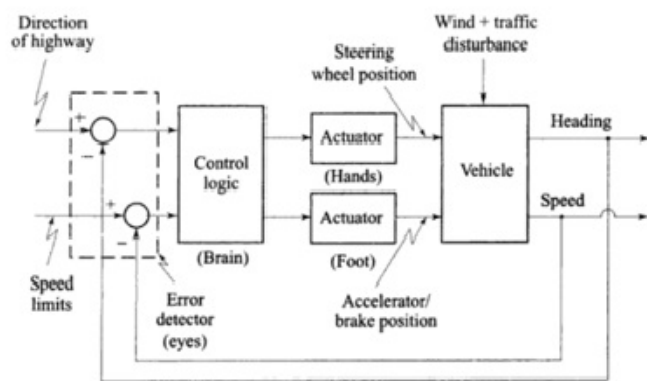 Direction
of highway
Wind + traffic
disturbance
Steering
wheel position
+
−
Control
logic
(Brain)
Actuator
(Hands)
Vehicle
Heading
+
−
Actuator
(Foot)
Speed
Speed
limits
Error
detector
(eyes)
Accelerator/
brake position